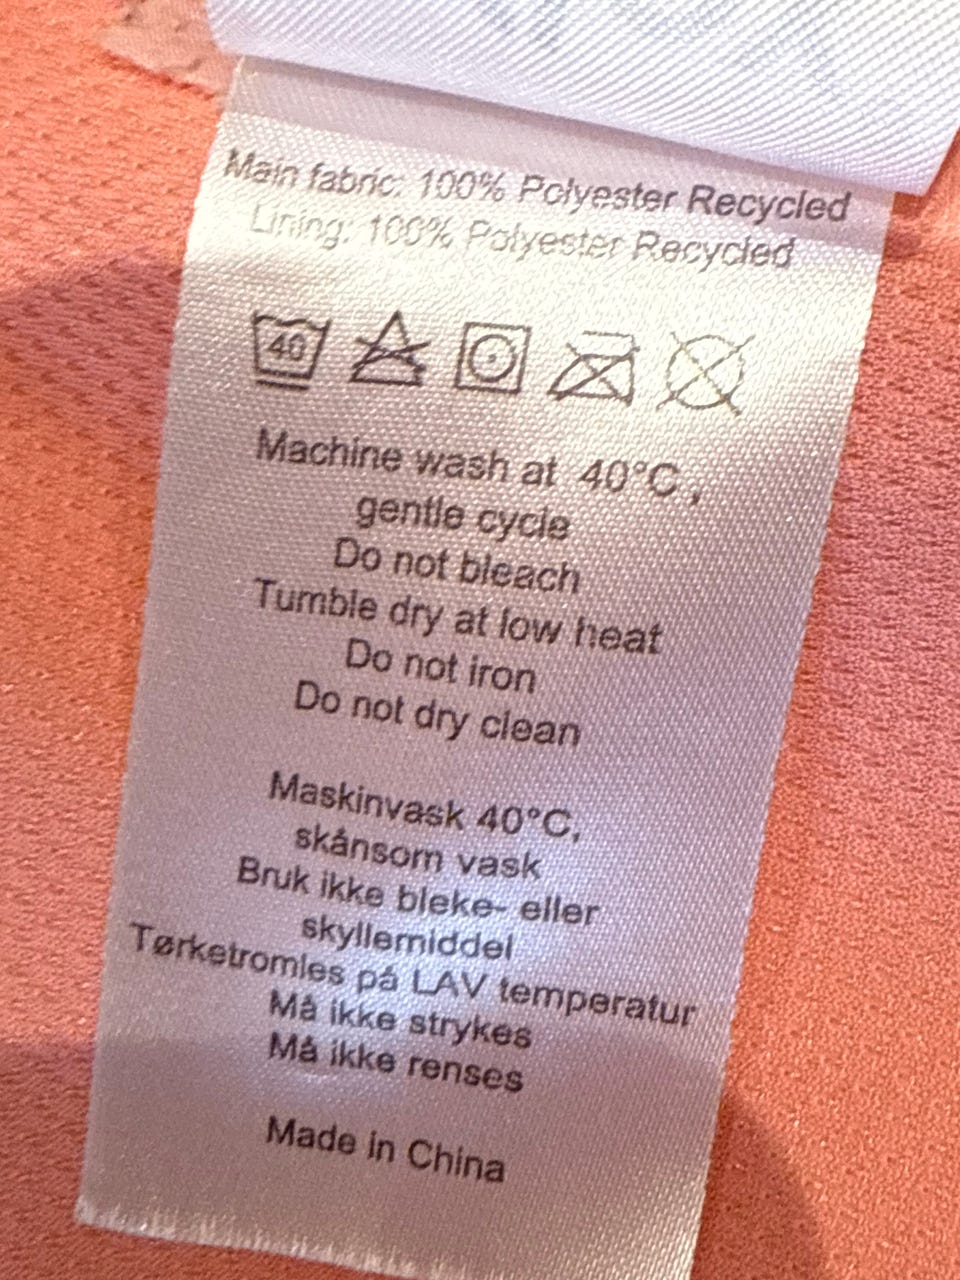 Main fabric: 100% Polyester Recycled
Lining: 100% Polyester Recycled
40
Machine wash at 40°C,
gentle cycle
Do not bleach
Tumble dry at low heat
Do not iron
Do not dry clean
Maskinvask 40°C,
skånsom vask
Bruk ikke bleke- eller
skyllemiddel
Tørketromles på LAV temperatur
Må ikke strykes
Må ikke renses
Made in China